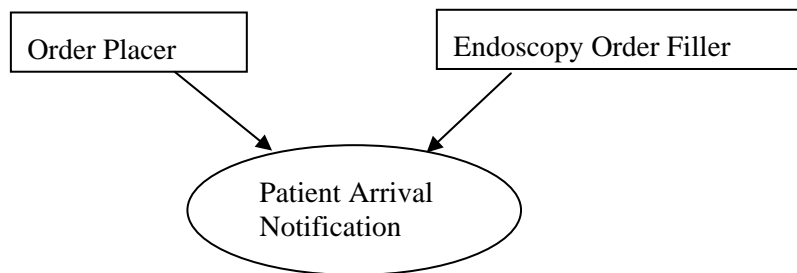 Order Placer
Endoscopy Order Filler
Patient Arrival
Notification